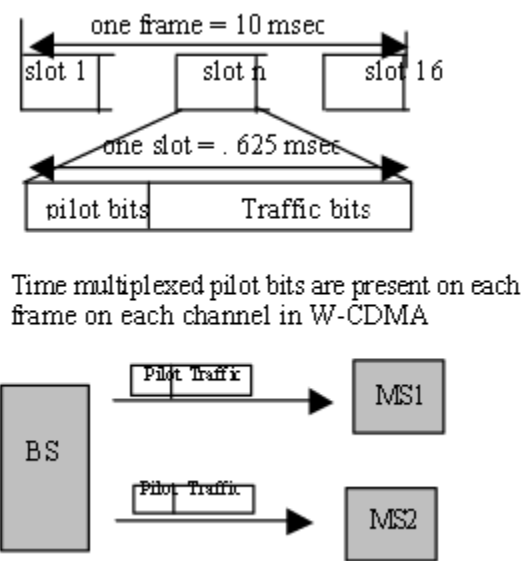 one frame = 10 msec
slot 1 slot n slot 16
one slot = . 625 msec
pilot bits Traffic bits
Time multiplexed pilot bits are present on each
frame on each channel in W-CDMA
Pilot Traffic
MS1
BS
Pilot Traffic
MS2